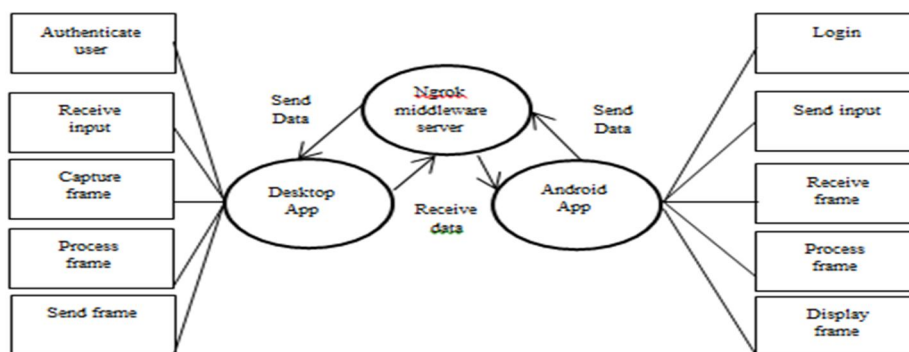 Authenticate
user
Receive
input
Capture
frame
Process
frame
Send frame
Send
Data
Desktop
App
Ngrok
middleware
server
Receive
data
Send
Data
Android
App
Login
Send input
Receive
frame
Process
frame
Display
frame